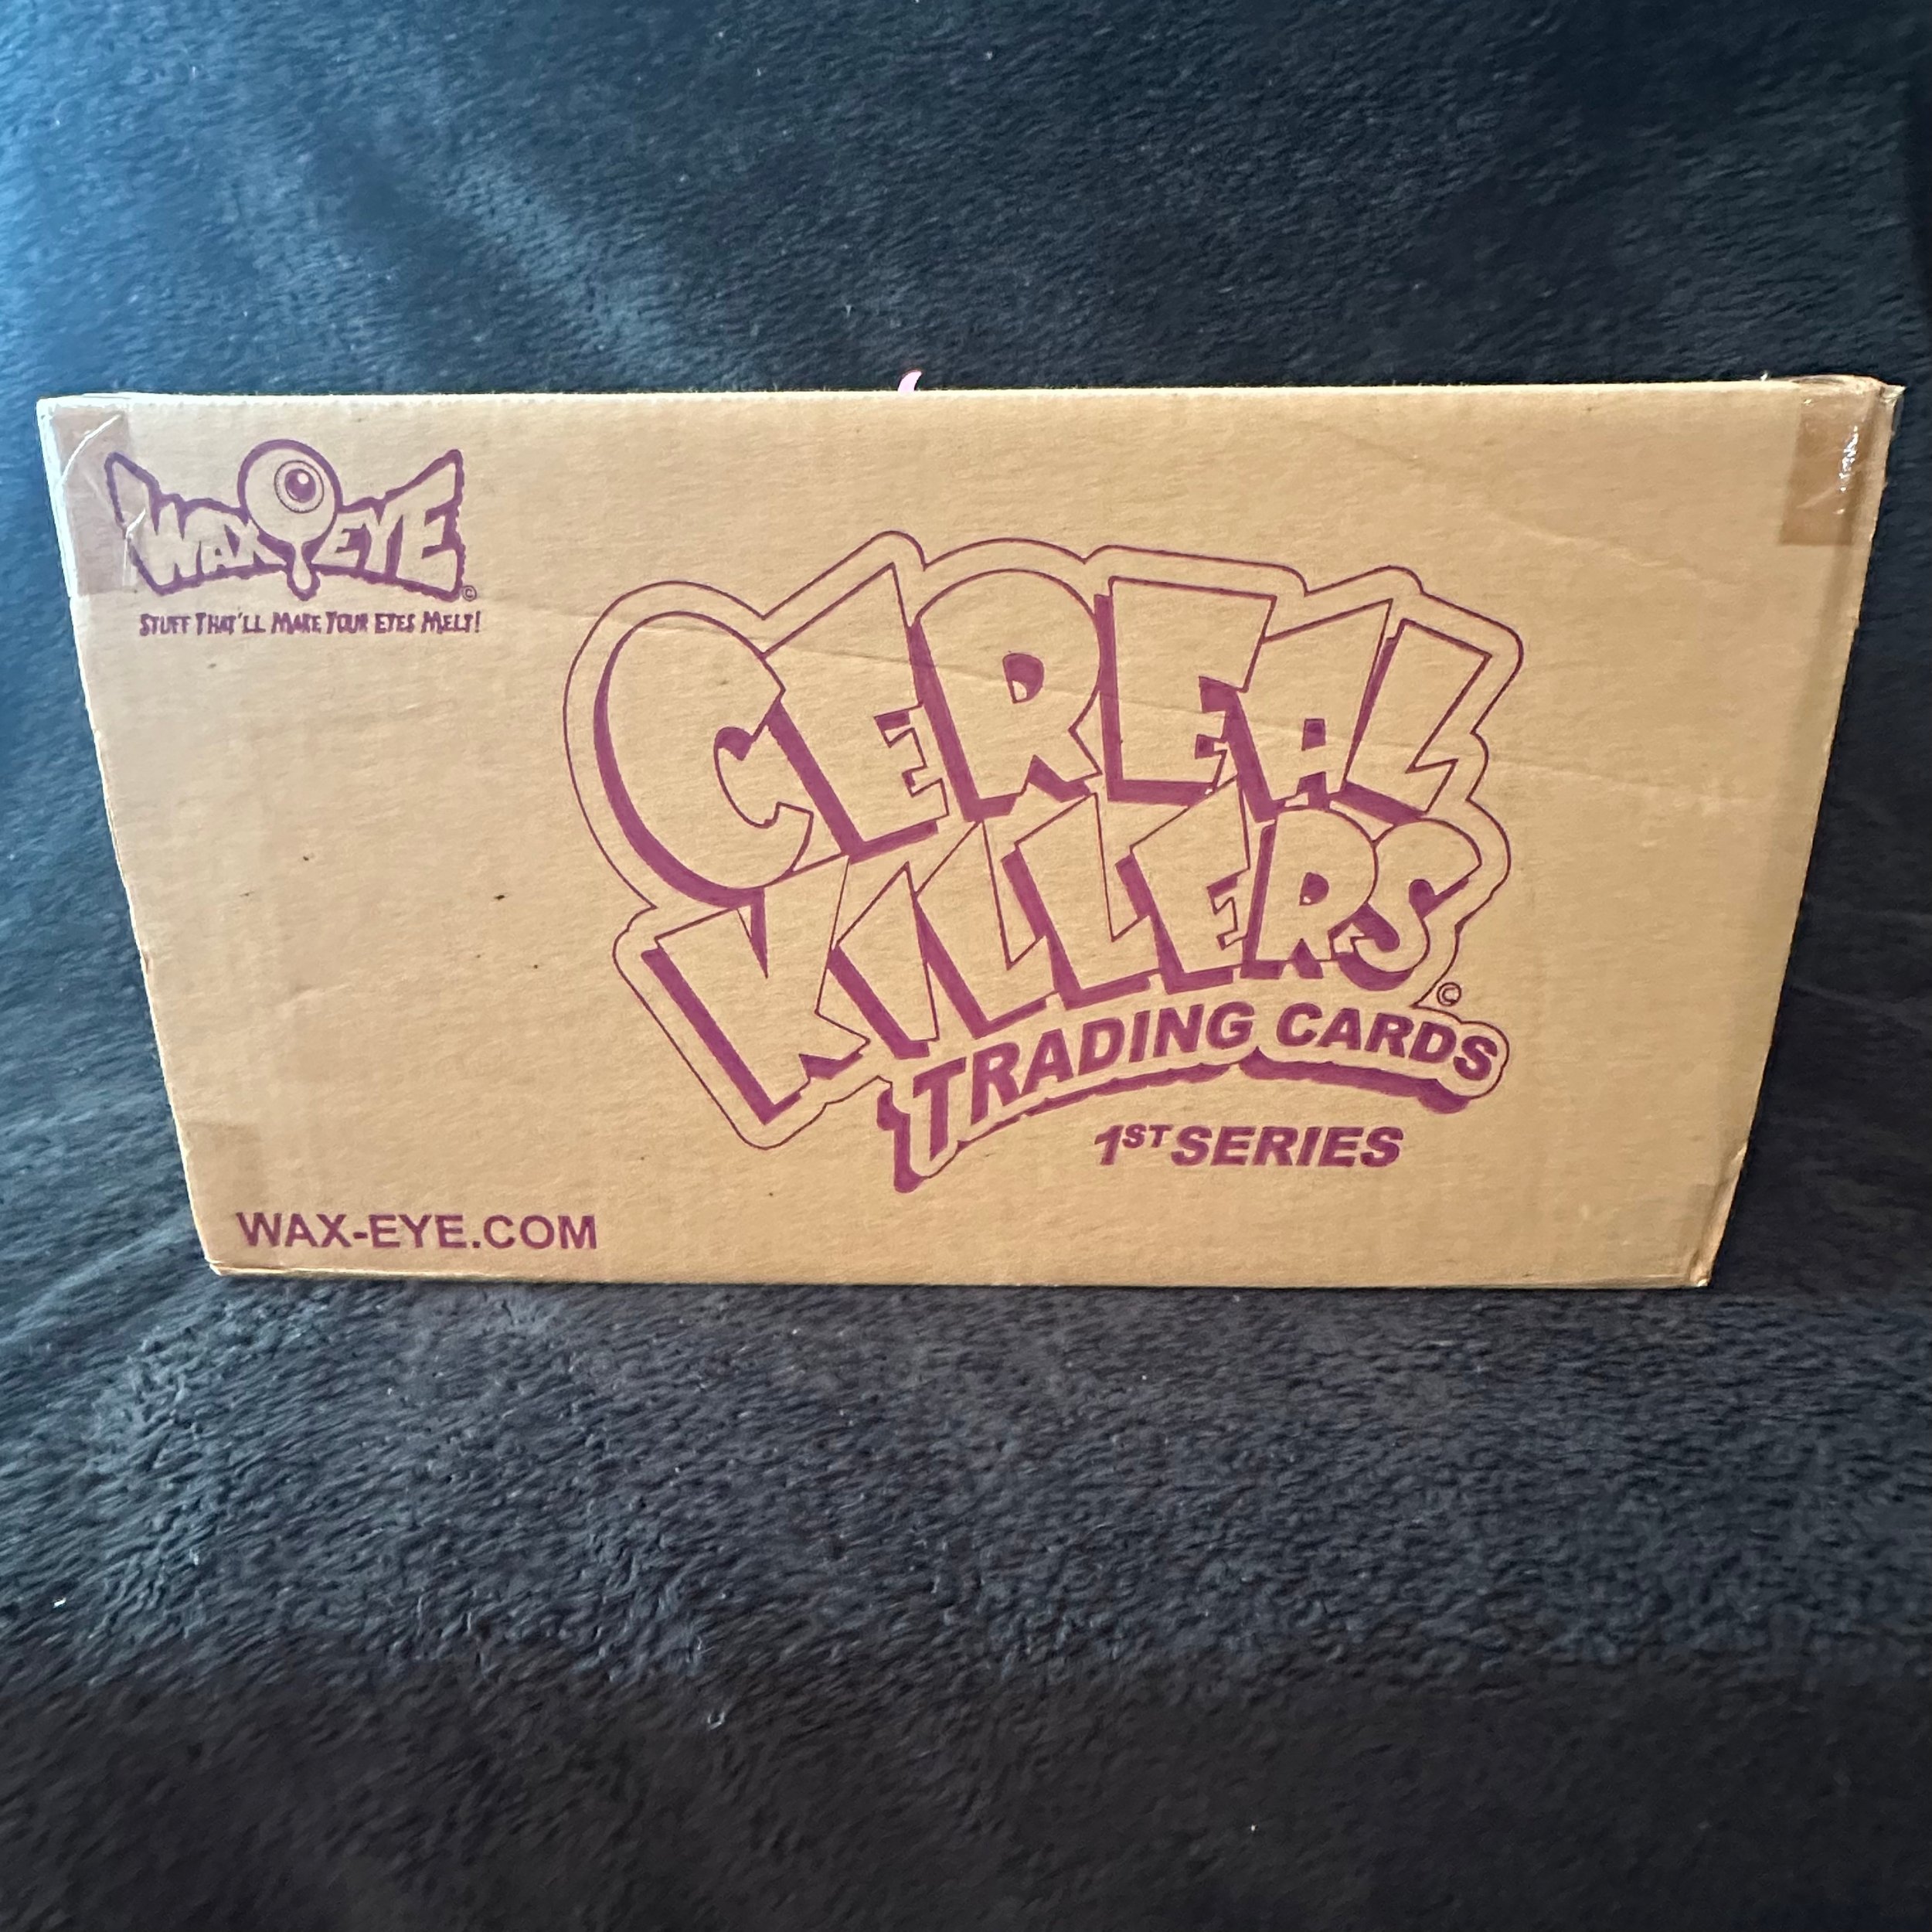 WAX EYE ©
STUFF THAT'LL MAKE YOUR EYES MELT!
CEREAL
KILLERS ©
TRADING CARDS
1ST SERIES
WAX-EYE.COM